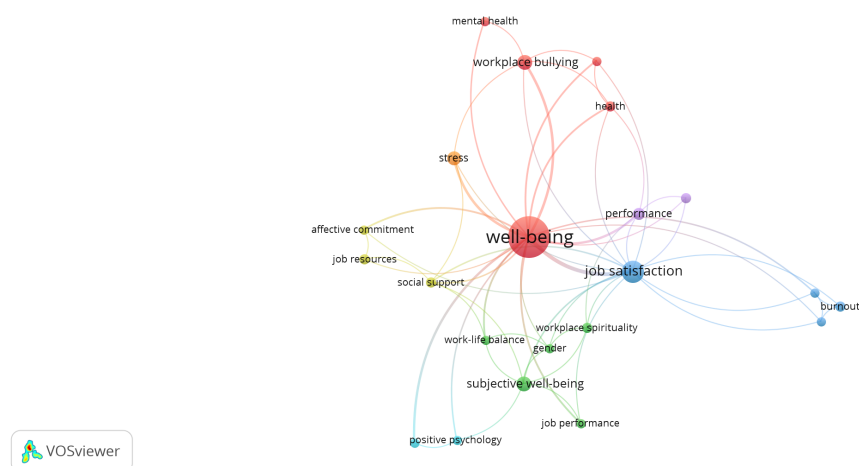 mental health
workplace bullying
health
stress
performance
affective commitment
well-being
job resources
job satisfaction
social support
burnout
workplace spirituality
work-life balance
gender
subjective well-being
job performance
positive psychology
VOSviewer